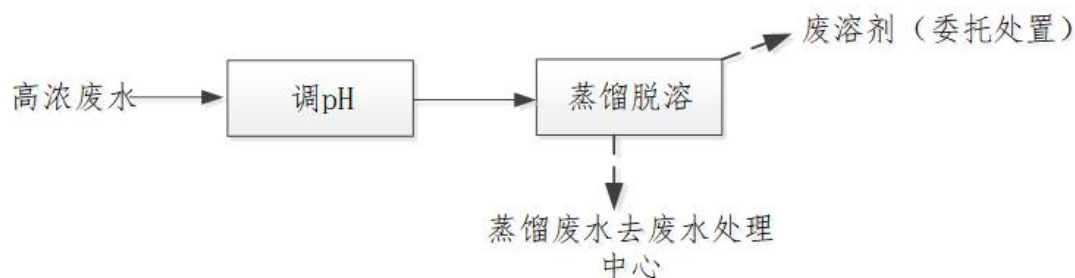 废溶剂（委托处置）
高浓废水
调pH
蒸馏脱溶
蒸馏废水去废水处理
中心